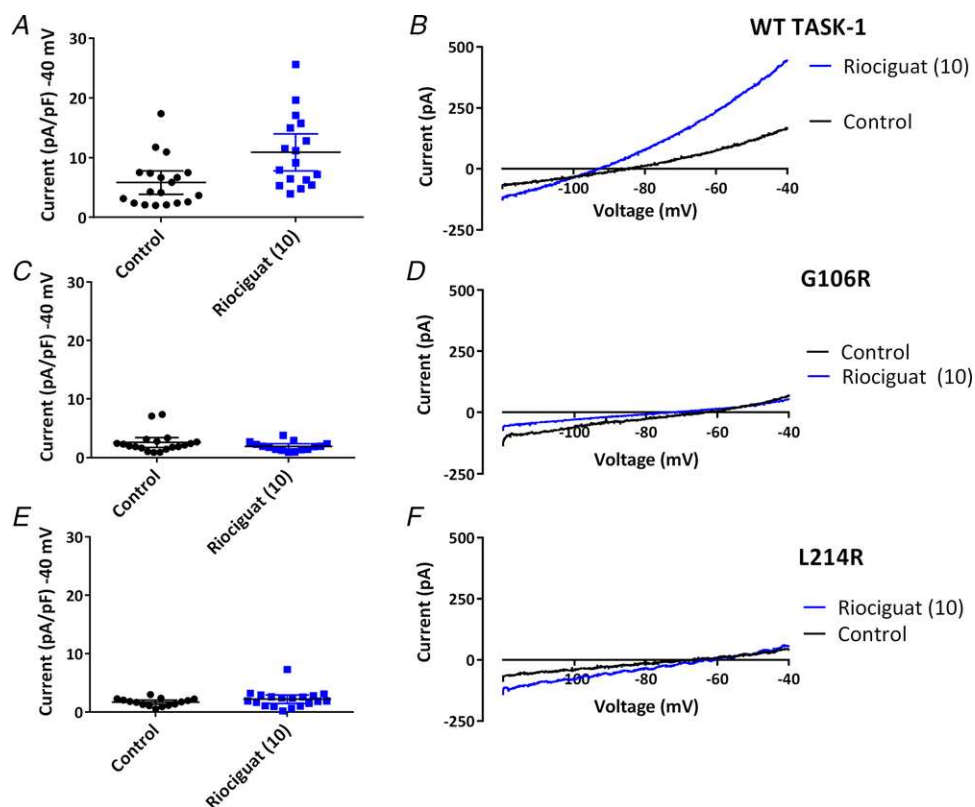 A
Current (pA/pF) -40 mV
30
20
10
0
Control
Riociguat (10)
B
WT TASK-1
Current (pA)
500
250
0
-250
-100
-80
-60
-40
Voltage (mV)
Riociguat (10)
Control
C
Current (pA/pF) -40 mV
30
20
10
0
Control
Riociguat (10)
D
G106R
Current (pA)
500
250
0
-250
-100
-80
-60
-40
Voltage (mV)
Control
Riociguat (10)
E
Current (pA/pF) -40 mV
30
20
10
0
Control
Riociguat (10)
F
L214R
Current (pA)
500
250
0
-250
-100
-80
-60
-40
Voltage (mV)
Riociguat (10)
Control